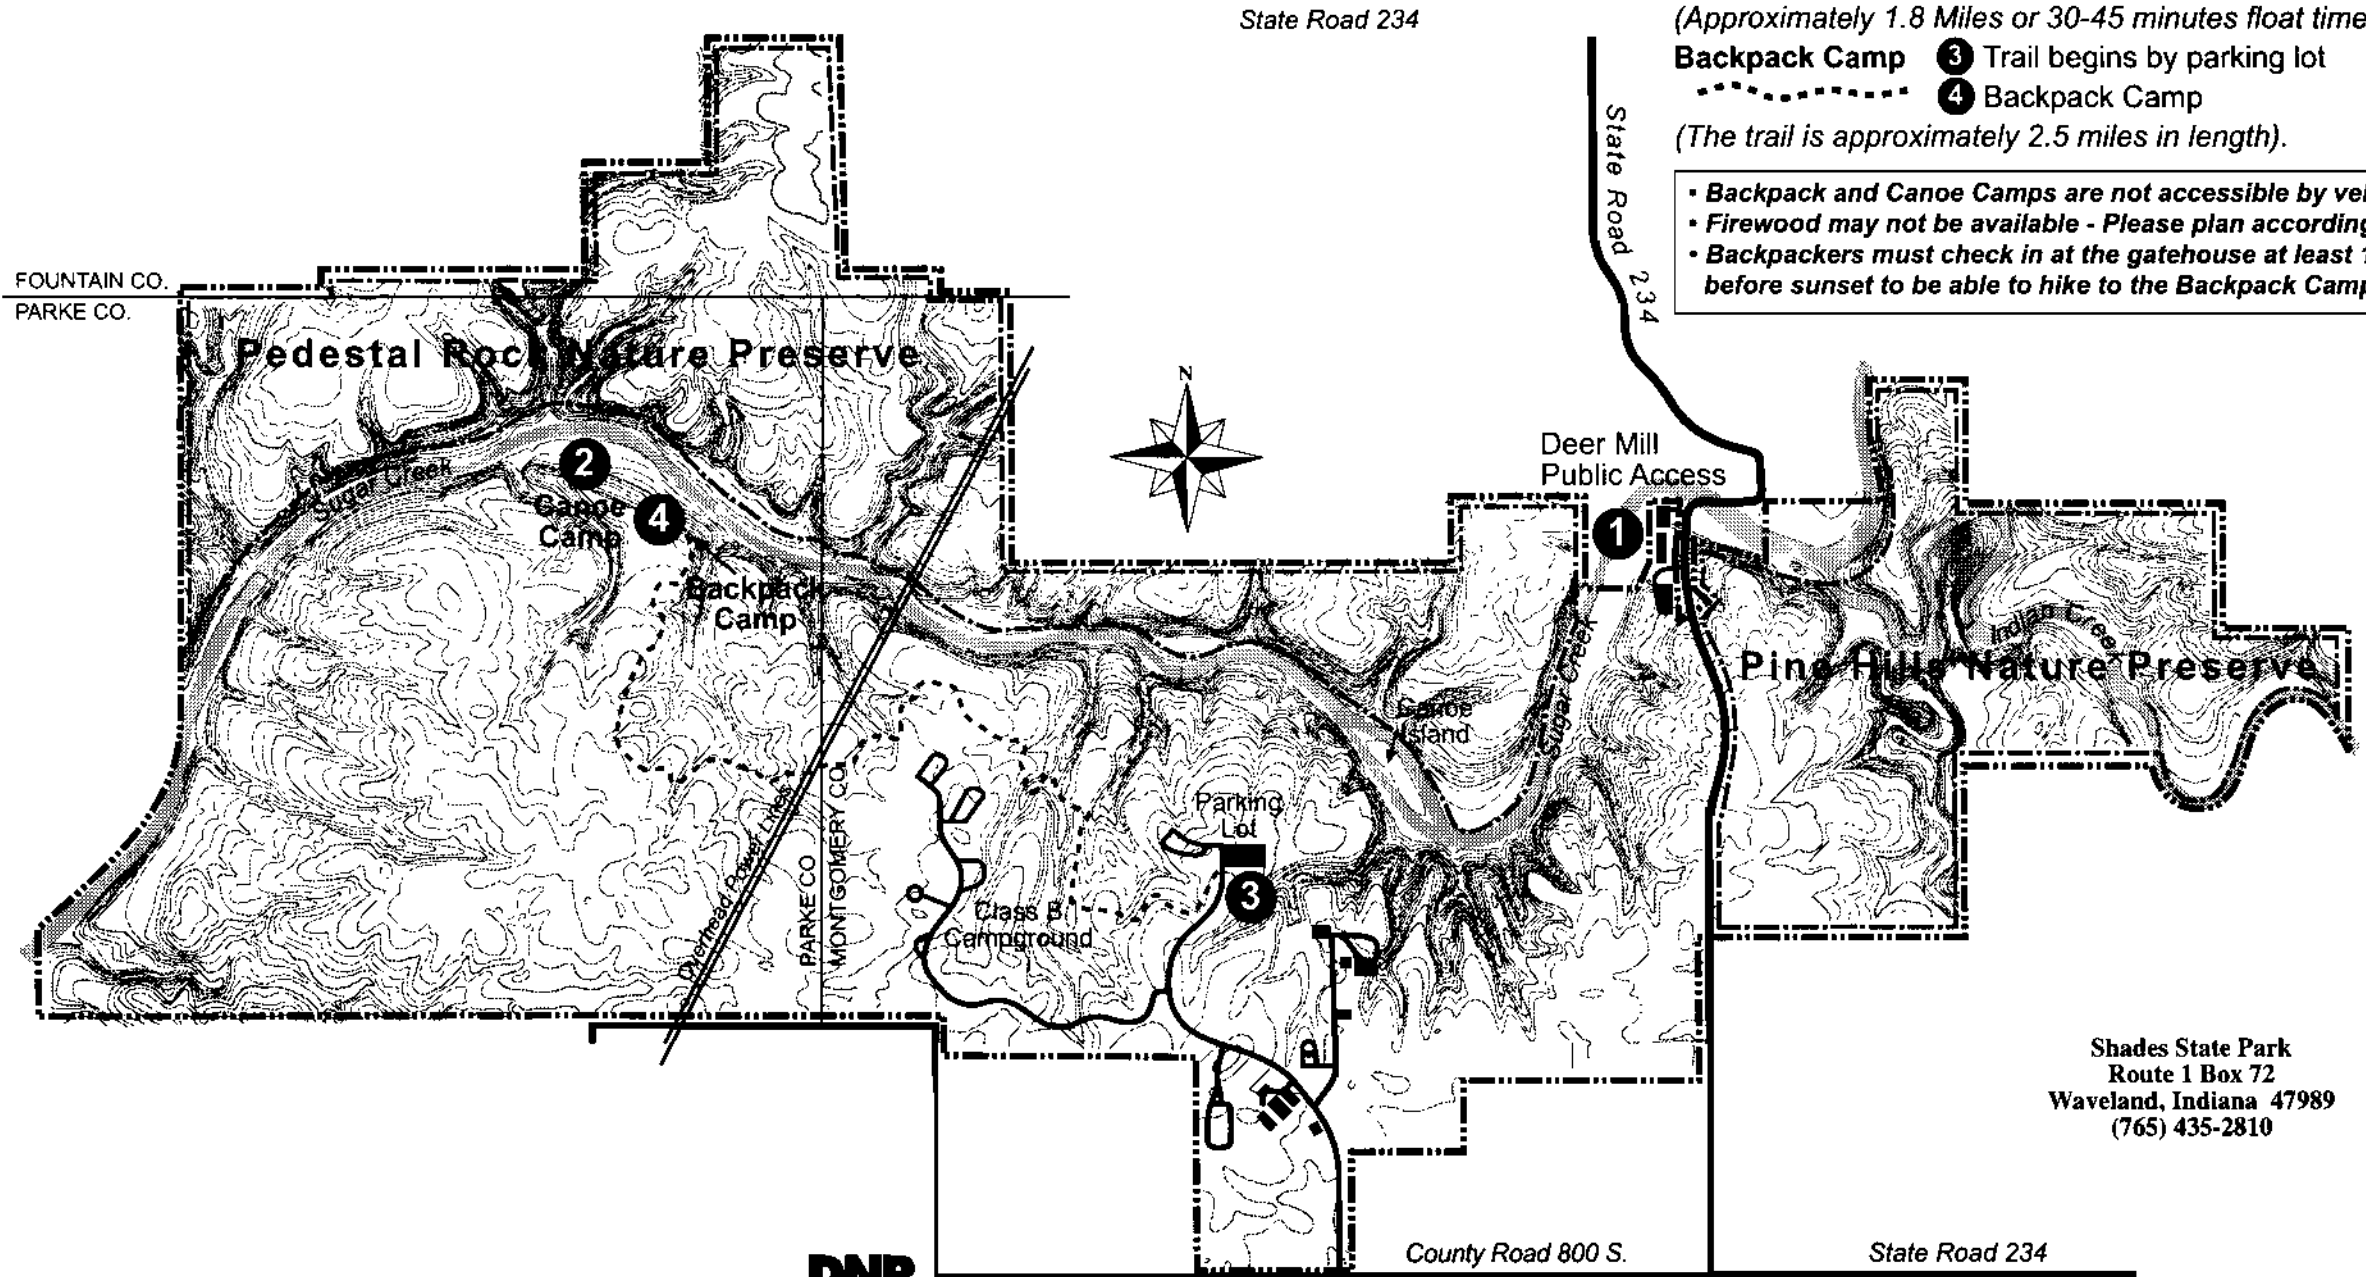 State Road 234
(Approximately 1.8 Miles or 30-45 minutes float time
Backpack Camp 3 Trail begins by parking lot
4 Backpack Camp
(The trail is approximately 2.5 miles in length).
• Backpack and Canoe Camps are not accessible by
• Firewood may not be available - Please plan
• Backpackers must check in at the gatehouse at least
before sunset to be able to hike to the Backpack
State Road 234
FOUNTAIN CO.
PARKE CO.
Pedestal Rock Nature Preserve
N
Deer Mill
Public Access
1
2
Canoe
Camp
4
Sugar Creek
Backpack
Camp
Sugar Creek
Canoe
Island
Indian Creek
Pine Hills Nature Preserve
Parking
Lot
3
Overhead Power Lines
PARKE CO
MONTGOMERY CO.
Class B
Campground
Shades State Park
Route 1 Box 72
Waveland, Indiana 47989
(765) 435-2810
DNR
County Road 800 S.
State Road 234